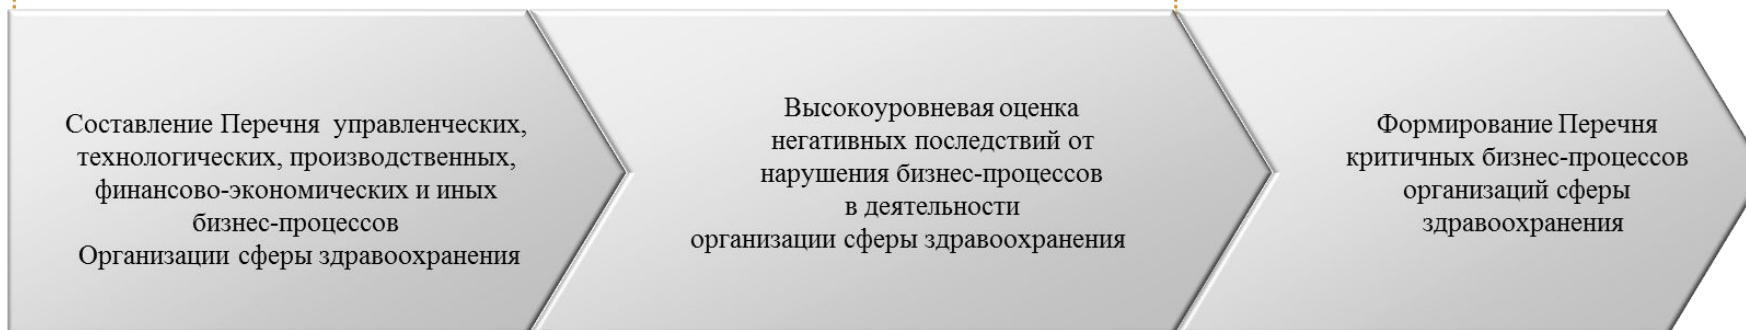 Составление Перечня управленческих,
технологических, производственных,
финансово-экономических и иных
бизнес-процессов
Организации сферы здравоохранения
Высокоуровневая оценка
негативных последствий от
нарушения бизнес-процессов
в деятельности
организации сферы здравоохранения
Формирование Перечня
критичных бизнес-процессов
организаций сферы
здравоохранения